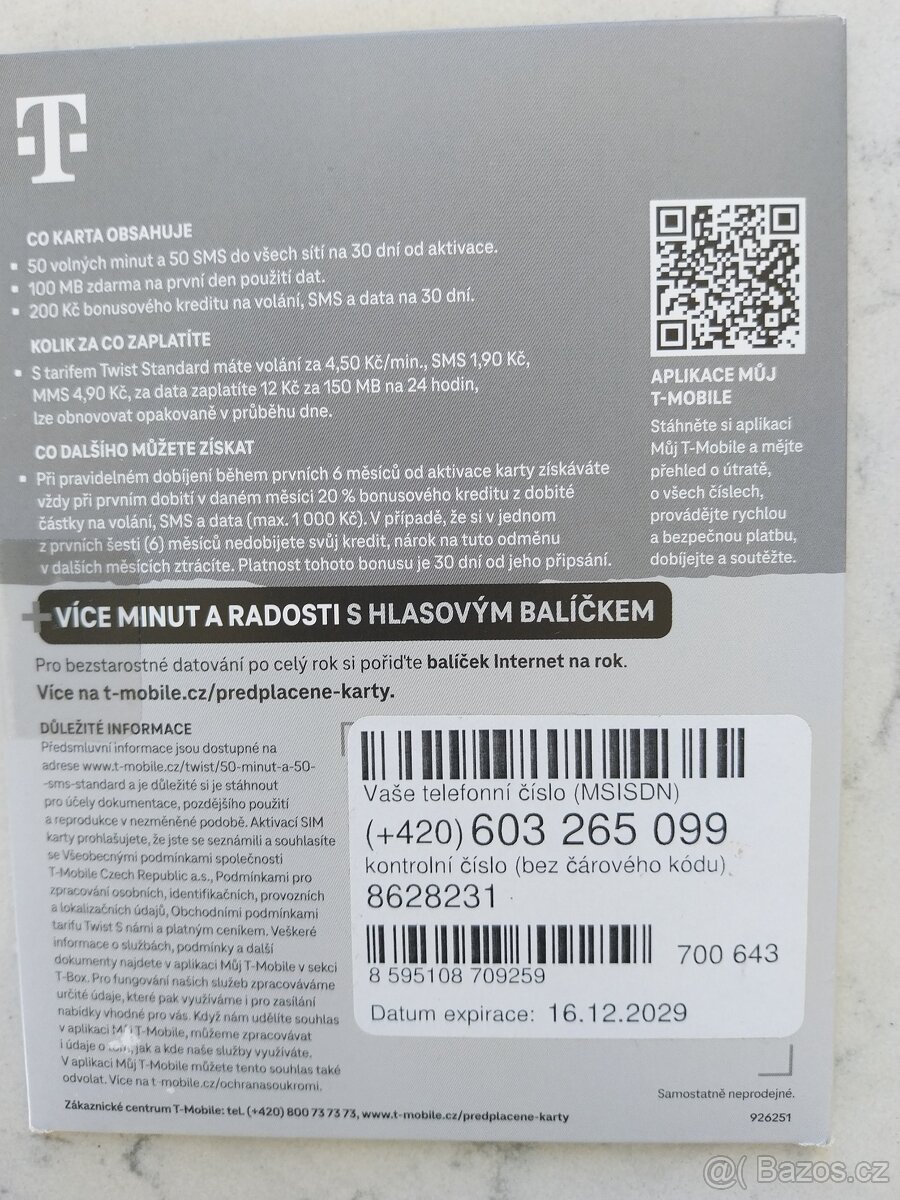 T
CO KARTA OBSAHUJE
▪ 50 volných minut a 50 SMS do všech sítí na 30 dní od aktivace.
▪ 100 MB zdarma na první den použití dat.
▪ 200 Kč bonusového kreditu na volání, SMS a data na 30 dní.
KOLIK ZA CO ZAPLATÍTE
▪ S tarifem Twist Standard máte volání za 4,50 Kč/min., SMS 1,90 Kč,
MMS 4,90 Kč, za data zaplatíte 12 Kč za 150 MB na 24 hodin,
lze obnovovat opakovaně v průběhu dne.
CO DALŠÍHO MŮŽETE ZÍSKAT
▪ Při pravidelném dobíjení během prvních 6 měsíců od aktivace karty získáváte
vždy při prvním dobití v daném měsíci 20 % bonusového kreditu z dobité
částky na volání, SMS a data (max. 1 000 Kč). V případě, že si v jednom
z prvních šesti (6) měsíců nedobijete svůj kredit, nárok na tuto odměnu
v dalších měsících ztrácíte. Platnost tohoto bonusu je 30 dní od jeho připsání.
APLIKACE MŮJ
T-MOBILE
Stáhněte si aplikaci
Můj T-Mobile a mějte
přehled o útratě,
o všech číslech,
provádějte rychlou
a bezpečnou platbu,
dobíjejte a soutěžte.
+ VÍCE MINUT A RADOSTI S HLASOVÝM BALÍČKEM
Pro bezstarostné datování po celý rok si pořiďte balíček Internet na rok.
Více na t-mobile.cz/predplacene-karty.
DŮLEŽITÉ INFORMACE
Předsmluvní informace jsou dostupné na
adrese www.t-mobile.cz/twist/50-minut-a-50-
-sms-standard a je důležité si je stáhnout
pro účely dokumentace, pozdějšího použití
a reprodukce v nezměněné podobě. Aktivací SIM
karty prohlašujete, že jste se seznámili a souhlasíte
se Všeobecnými podmínkami společnosti
T-Mobile Czech Republic a.s., Podmínkami pro
zpracování osobních, identifikačních, provozních
a lokalizačních údajů, Obchodními podmínkami
tarifu Twist S námi a platným ceníkem. Veškeré
informace o službách, podmínky a další
dokumenty najdete v aplikaci Můj T-Mobile v sekci
T-Box. Pro fungování našich služeb zpracováváme
určité údaje, které pak využíváme i pro zasílání
nabídky vhodné pro vás. Když nám udělíte souhlas
v aplikaci Můj T-Mobile, můžeme zpracovávat
i údaje o tom, jak a kde naše služby využíváte.
V aplikaci Můj T-Mobile můžete tento souhlas také
odvolat. Více na t-mobile.cz/ochranasoukromi.
Vaše telefonní číslo (MSISDN)
(+420) 603 265 099
kontrolní číslo (bez čárového kódu)
8628231
8 595108 709259
700 643
Datum expirace: 16.12.2029
Samostatně neprodejné.
Zákaznické centrum T-Mobile: tel. (+420) 800 73 73 73, www.t-mobile.cz/predplacene-karty
926251
@( Bazos.cz